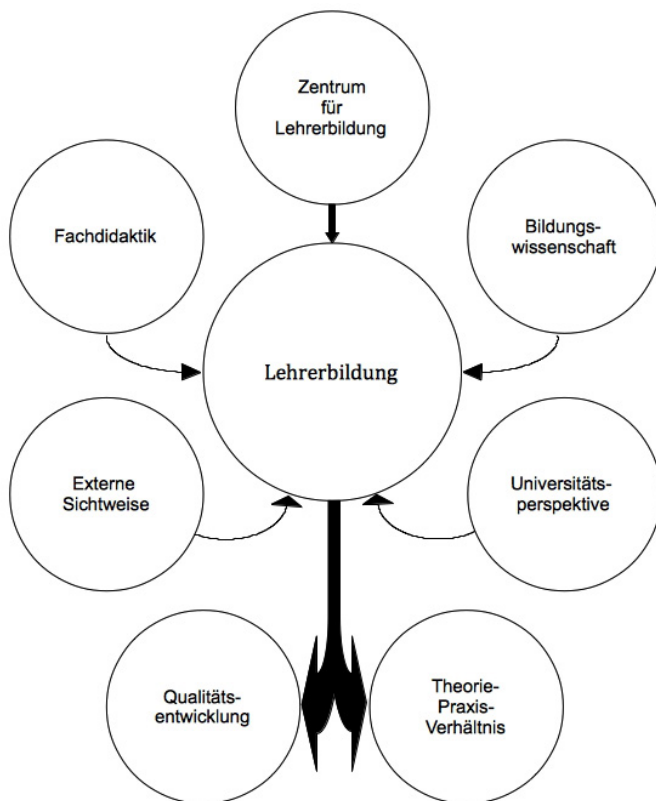 Zentrum
für
Lehrerbildung
Fachdidaktik
Bildungs-
wissenschaft
Lehrerbildung
Externe
Sichtweise
Universitäts-
perspektive
Qualitäts-
entwicklung
Theorie-
Praxis-
Verhältnis